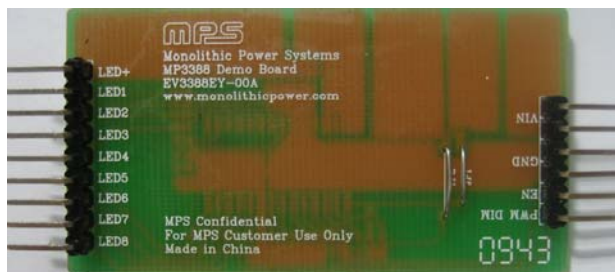 MPS
Monolithic Power Systems
MP3388 Demo Board
EV3388EY-00A
www.monolithicpower.com
LED+
LED1
LED2
LED3
LED4
LED5
LED6
LED7
LED8
VIN
GND
EN
PWM DIM
MPS Confidential
For MPS Customer Use Only
Made in China
0943